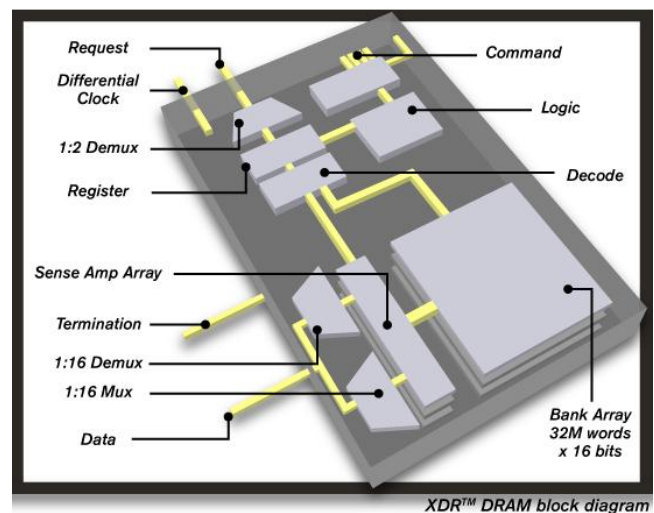 Request
Command
Differential
Clock
Logic
1:2 Demux
Register
Decode
Sense Amp Array
Termination
1:16 Demux
1:16 Mux
Data
Bank Array
32M words
x 16 bits
XDR™ DRAM block diagram